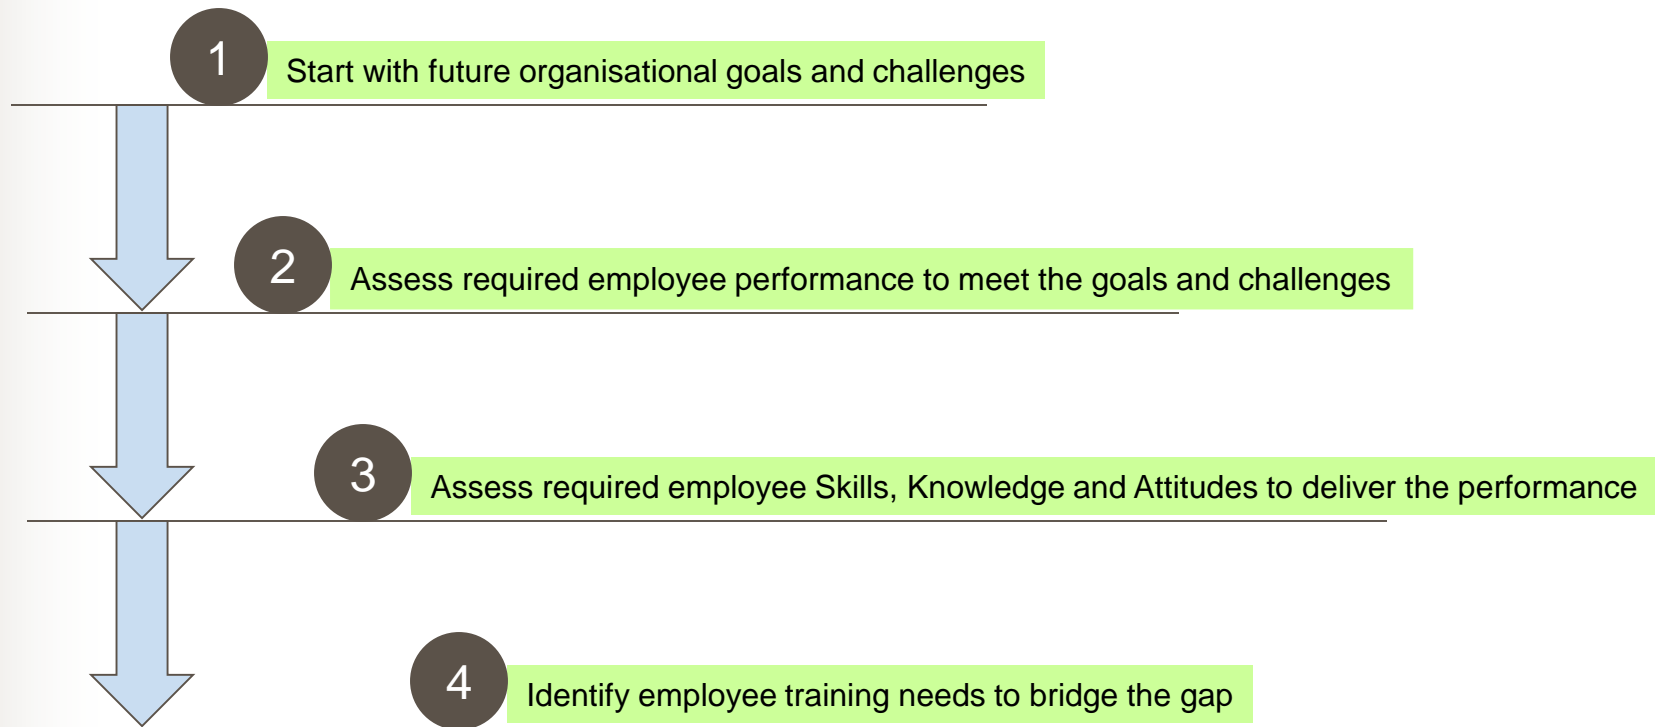 1
Start with future organisational goals and challenges
2
Assess required employee performance to meet the goals and challenges
3
Assess required employee Skills, Knowledge and Attitudes to deliver the performance
4
Identify employee training needs to bridge the gap